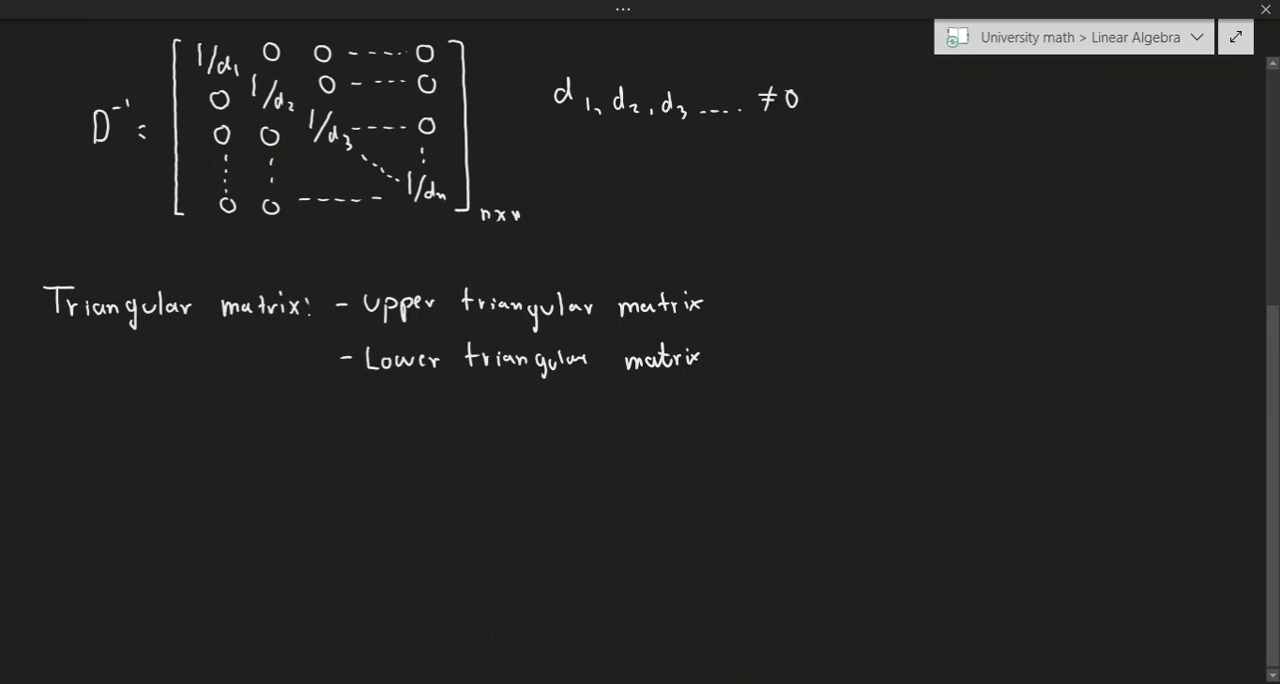 University math > Linear Algebra
1/d₁ 0 0 ----- 0
0 1/d₂ 0 - --- 0
D⁻¹ = 0 0 1/d₃ ----- 0
1/dₙ
0 0 ------
n×n
d₁, d₂, d₃ ..... ≠ 0
Triangular matrix: - Upper triangular matrix
- Lower triangular matrix